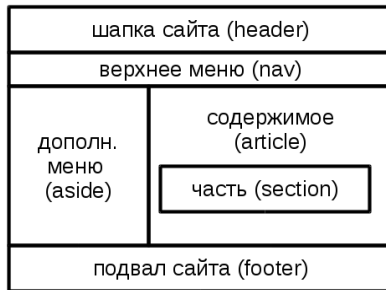 шапка сайта (header)
верхнее меню (nav)
дополн.
меню
(aside)
содержимое
(article)
часть (section)
подвал сайта (footer)